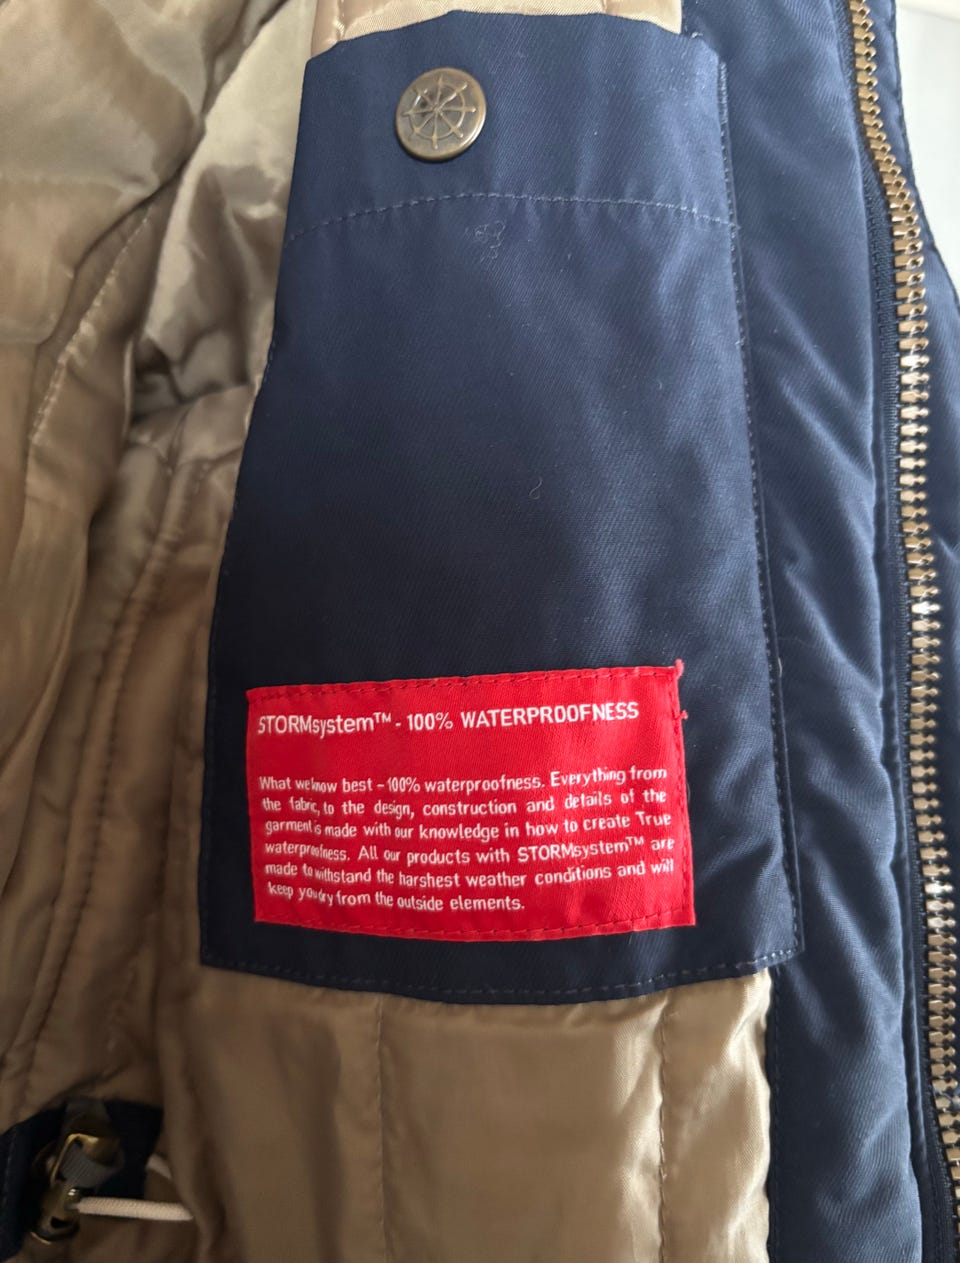 STORMsystem™ - 100% WATERPROOFNESS
What we know best - 100% waterproofness. Everything from
the fabric, to the design, construction and details of the
garment is made with our knowledge in how to create True
waterproofness. All our products with STORMsystem™ are
made to withstand the harshest weather conditions and will
keep you dry from the outside elements.